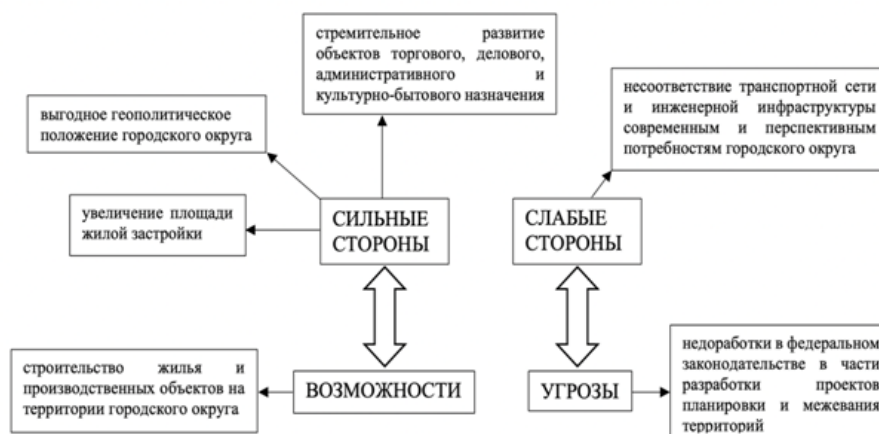 стремительное развитие
объектов торгового, делового,
административного и
культурно-бытового назначения
несоответствие транспортной сети
и инженерной инфраструктуры
современным и перспективным
потребностям городского округа
выгодное геополитическое
положение городского округа
увеличение площади
жилой застройки
СИЛЬНЫЕ
СТОРОНЫ
СЛАБЫЕ
СТОРОНЫ
строительство жилья и
производственных объектов на
территории городского округа
ВОЗМОЖНОСТИ
УГРОЗЫ
недоработки в федеральном
законодательстве в части
разработки проектов
планировки и межевания
территорий